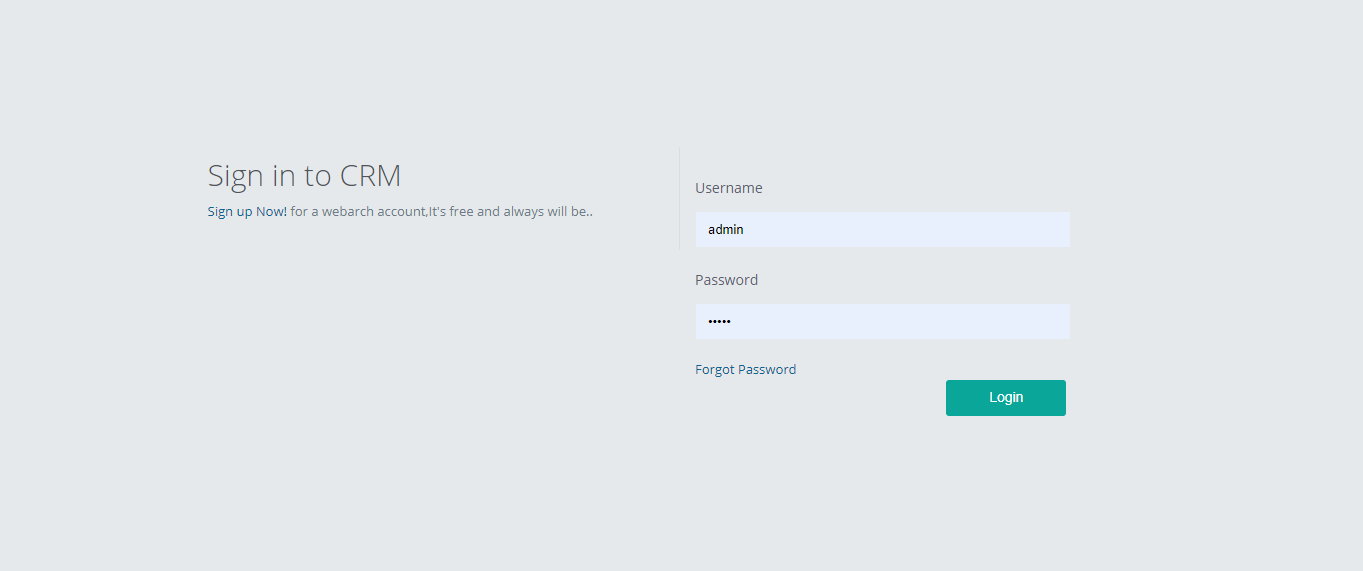 Sign in to CRM
Sign up Now! for a webarch account,It's free and always will be..
Username
admin
Password
•••••
Forgot Password
Login